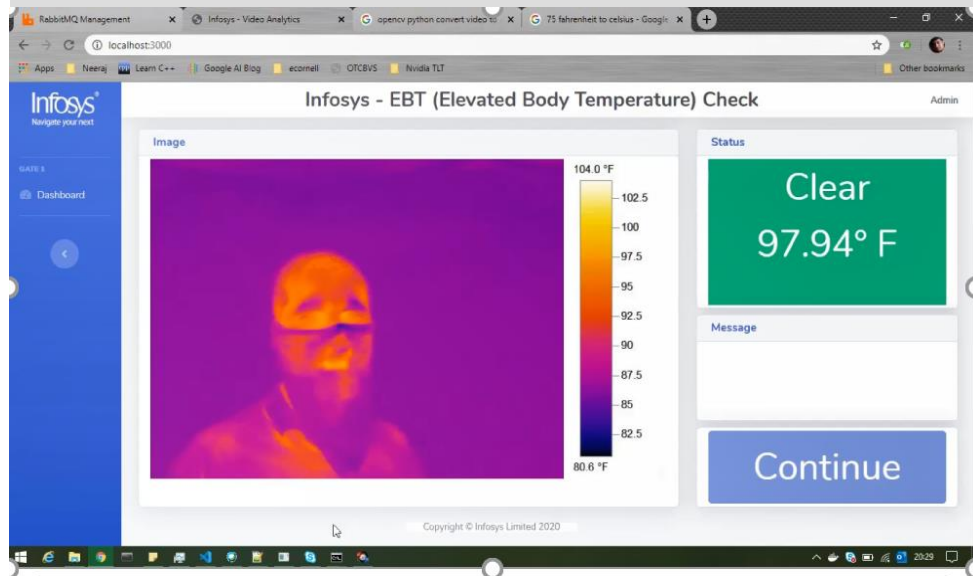 RabbitMQ Management
Infosys - Video Analytics
opencv python convert video to
75 fahrenheit to celsius - Google
localhost:3000
Apps Neeraj Learn C++ Google AI Blog ecornell OTCBVS Nvidia TLT Other bookmarks
Infosys®
Navigate your next
Infosys - EBT (Elevated Body Temperature) Check
Admin
GATE 1
Dashboard
Image
104.0 °F
102.5
100
97.5
95
92.5
90
87.5
85
82.5
80.6 °F
Status
Clear
97.94° F
Message
Continue
Copyright © Infosys Limited 2020
20:29